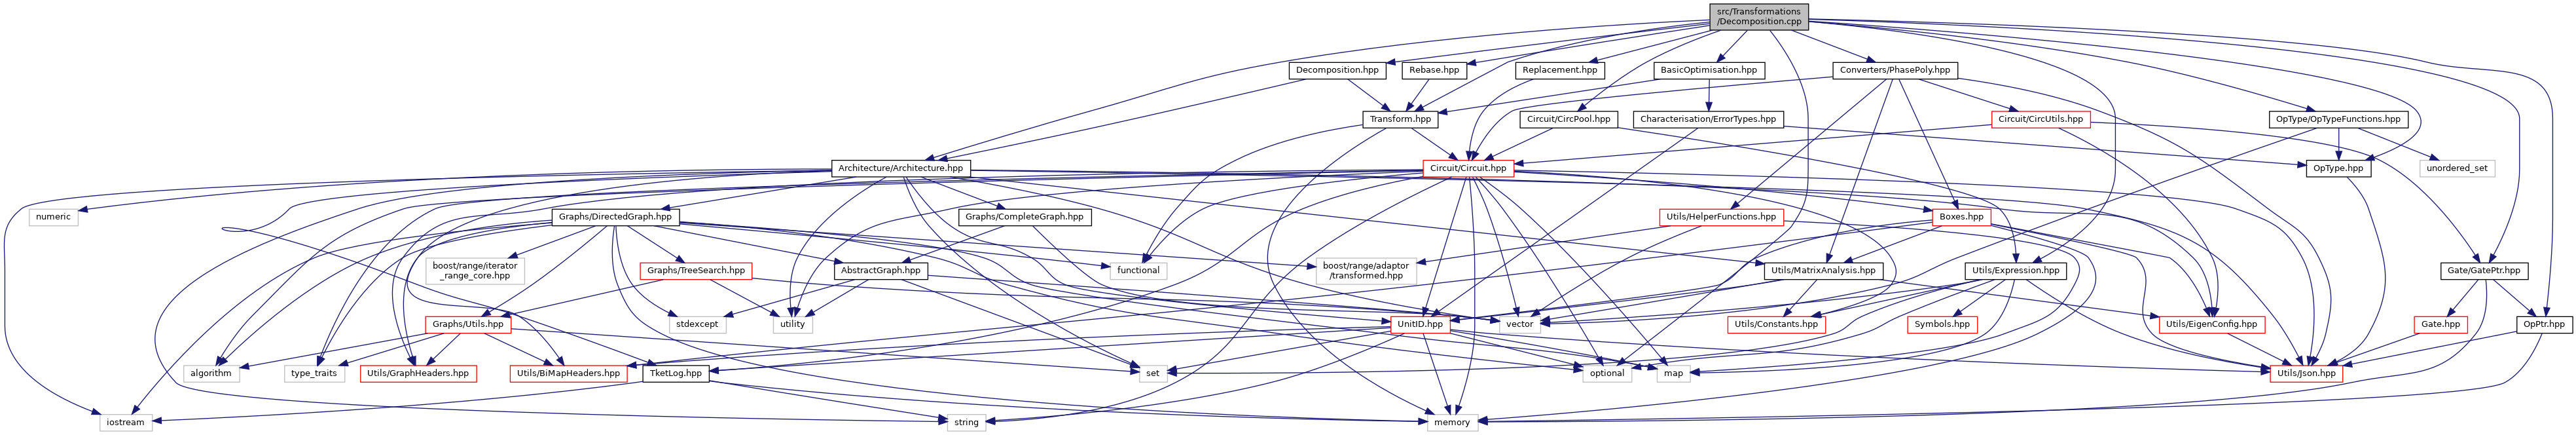 src/Transformations
/Decomposition.cpp
Decomposition.hpp
Rebase.hpp
Replacement.hpp
BasicOptimisation.hpp
Converters/PhasePoly.hpp
Transform.hpp
Circuit/CircPool.hpp
Characterisation/ErrorTypes.hpp
Circuit/CircUtils.hpp
OpType/OpTypeFunctions.hpp
Architecture/Architecture.hpp
Circuit/Circuit.hpp
OpType.hpp
unordered_set
numeric
Graphs/DirectedGraph.hpp
Graphs/CompleteGraph.hpp
Utils/HelperFunctions.hpp
Boxes.hpp
boost/range/iterator
_range_core.hpp
Graphs/TreeSearch.hpp
AbstractGraph.hpp
functional
boost/range/adaptor
/transformed.hpp
Utils/MatrixAnalysis.hpp
Utils/Expression.hpp
Gate/GatePtr.hpp
Graphs/Utils.hpp
stdexcept
utility
UnitID.hpp
vector
Utils/Constants.hpp
Symbols.hpp
Utils/EigenConfig.hpp
Gate.hpp
OpPtr.hpp
algorithm
type_traits
Utils/GraphHeaders.hpp
Utils/BiMapHeaders.hpp
TketLog.hpp
set
optional
map
Utils/Json.hpp
iostream
string
memory